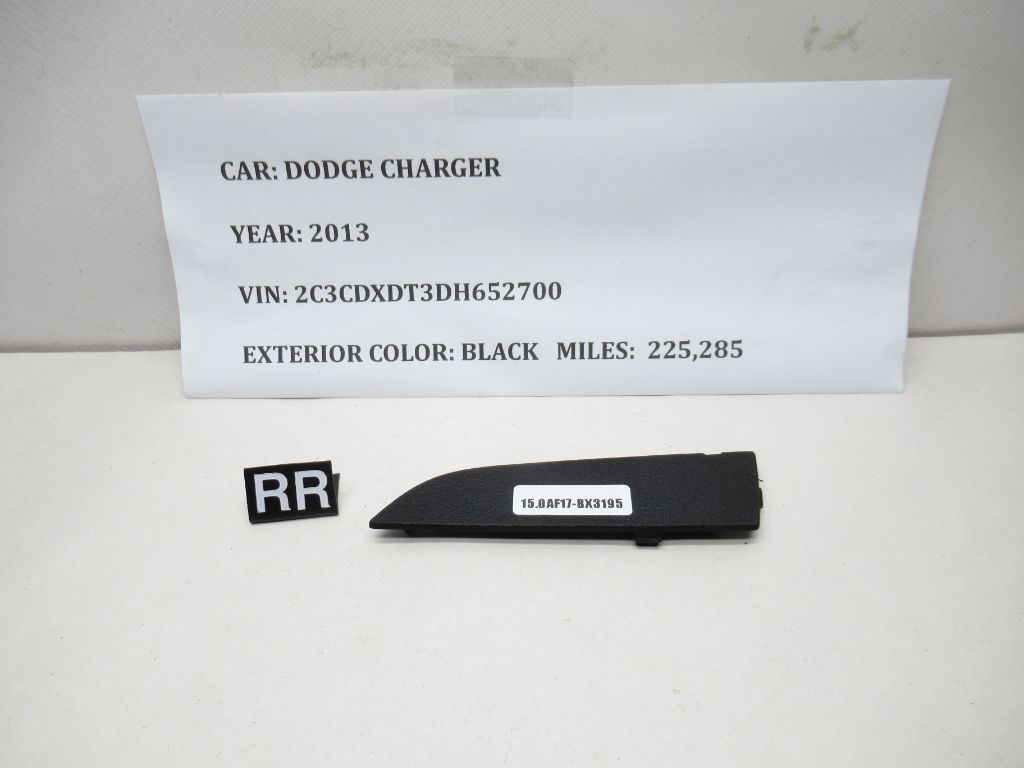 CAR: DODGE CHARGER
YEAR: 2013
VIN: 2C3CDXDT3DH652700
EXTERIOR COLOR: BLACK MILES: 225,285
RR
15.0AF17-BX3195